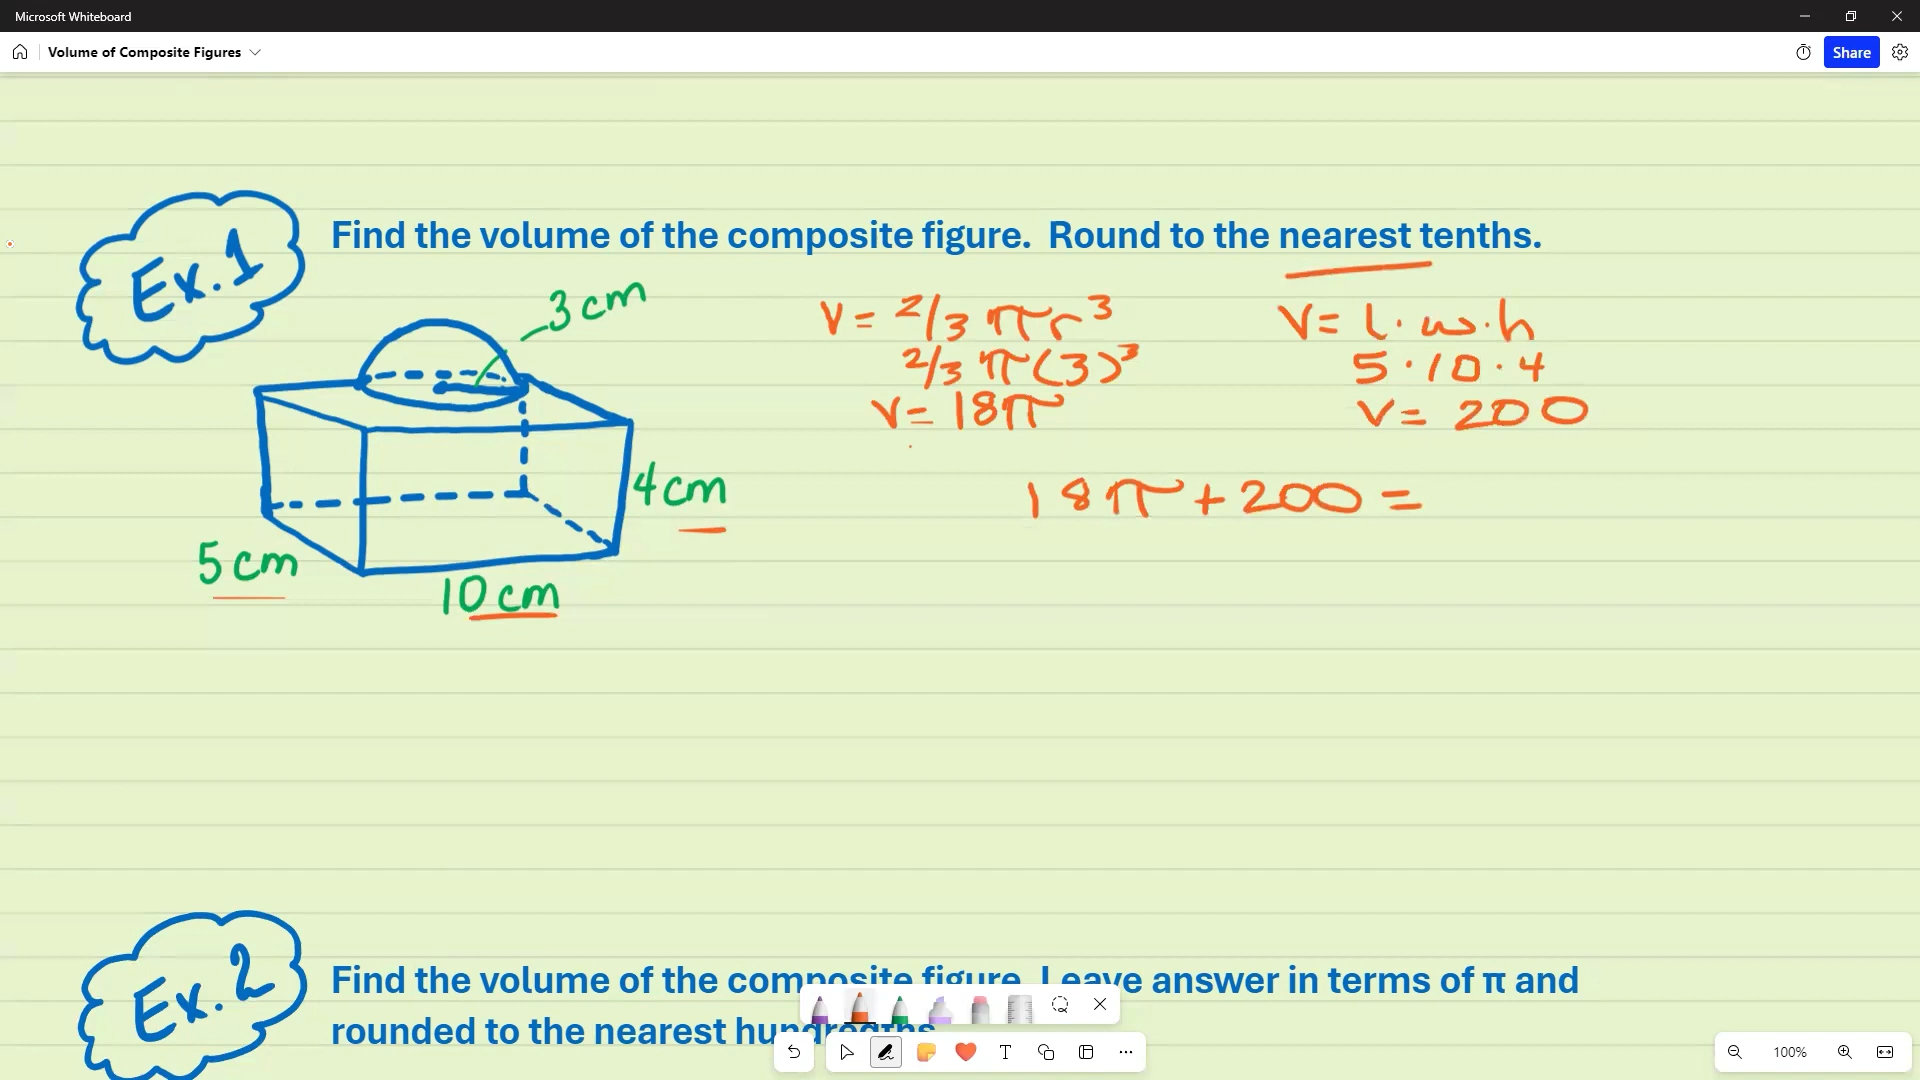 Microsoft Whiteboard
Volume of Composite Figures
Share
Ex. 1
Find the volume of the composite figure. Round to the nearest tenths.
3 cm
V = 2/3 πr³
V = l · w · h
2/3 π(3)³
5 · 10 · 4
V = 18π
V = 200
4 cm
18π + 200 =
5 cm
10 cm
Ex. 2
Find the volume of the composite figure. Leave answer in terms of π and
rounded to the nearest hundredths.
100%